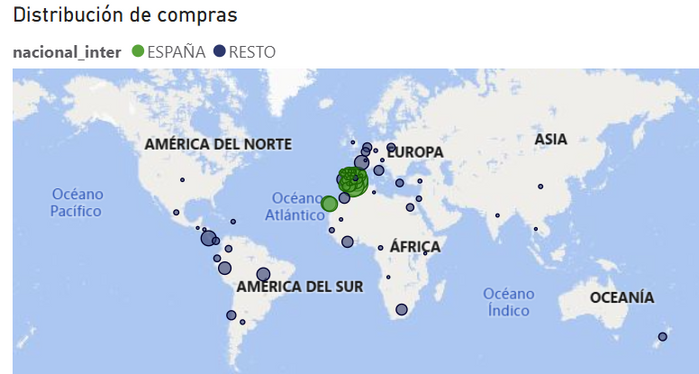 Distribución de compras
nacional_inter ESPAÑA RESTO
AMÉRICA DEL NORTE
ASIA
EUROPA
Océano
Pacífico
Océano
Atlántico
ÁFRICA
AMÉRICA DEL SUR
Océano
Índico
OCEANÍA